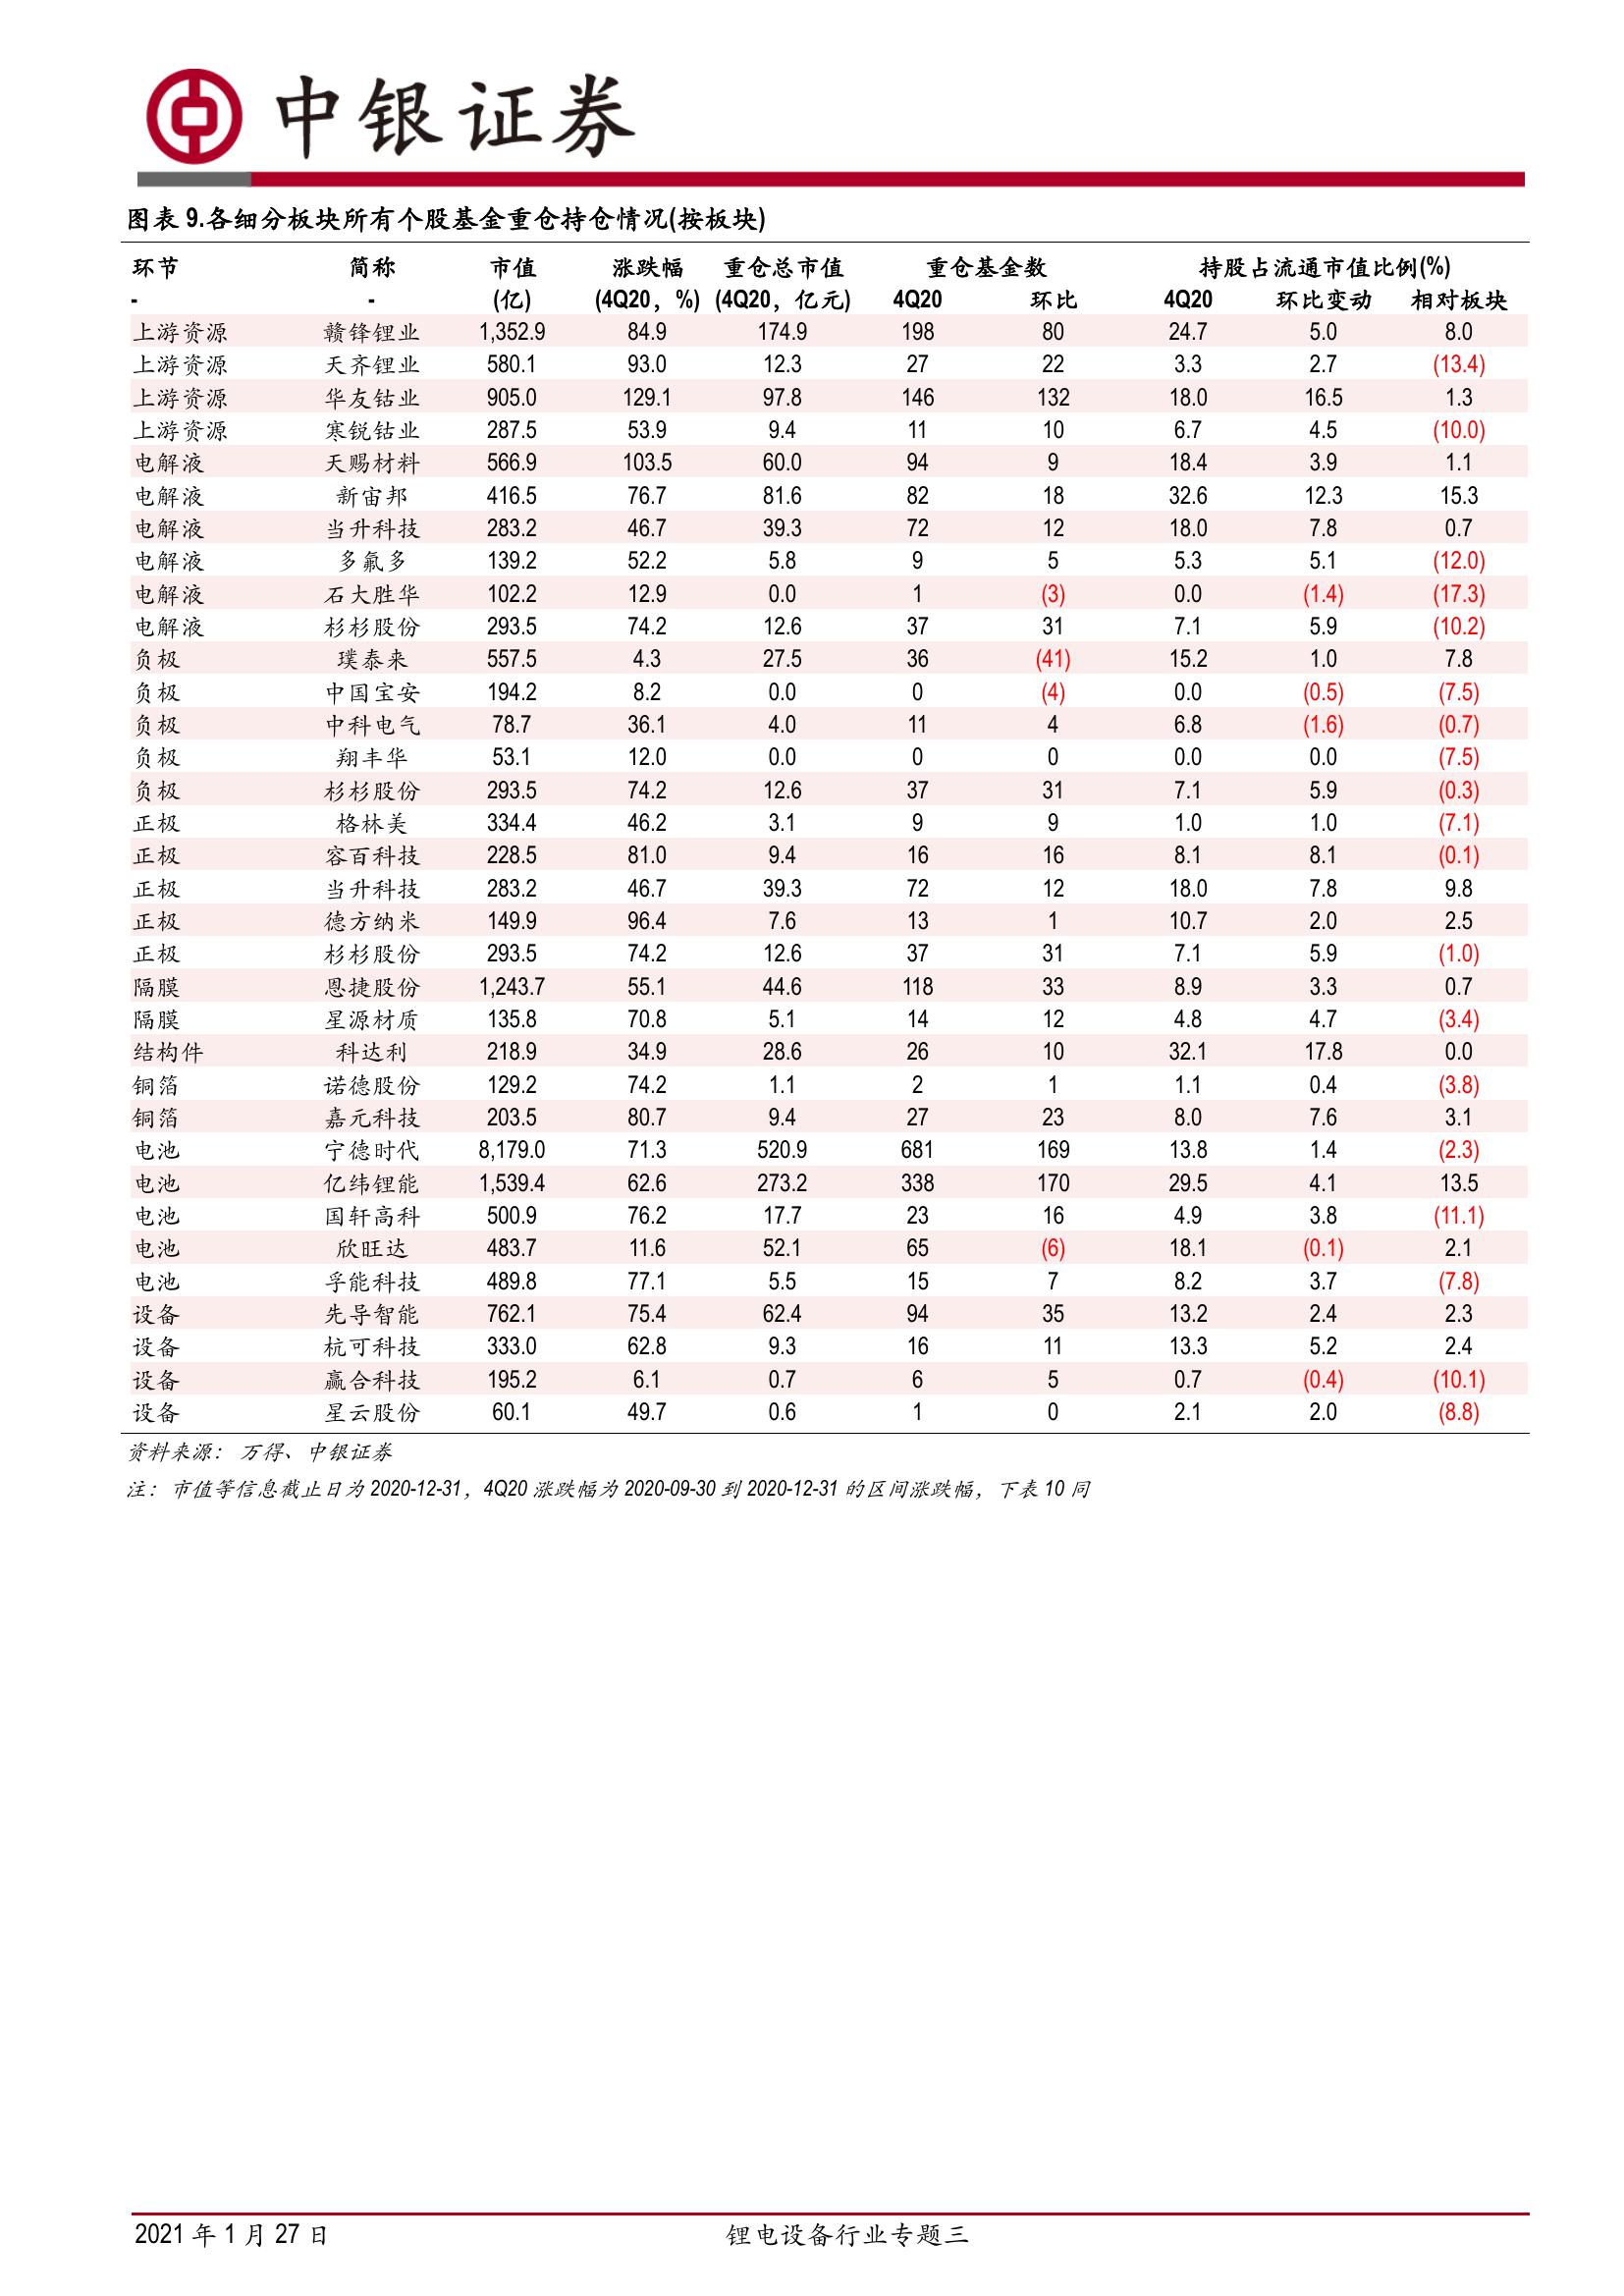 中银证券
图表 9.各细分板块所有个股基金重仓持仓情况(按板块)
环节 简称 市值 涨跌幅 重仓总市值 重仓基金数 持股占流通市值比例(%)
- - (亿) (4Q20，%) (4Q20，亿元) 4Q20 环比 4Q20 环比变动 相对板块
上游资源 赣锋锂业 1,352.9 84.9 174.9 198 80 24.7 5.0 8.0
上游资源 天齐锂业 580.1 93.0 12.3 27 22 3.3 2.7 (13.4)
上游资源 华友钴业 905.0 129.1 97.8 146 132 18.0 16.5 1.3
上游资源 寒锐钴业 287.5 53.9 9.4 11 10 6.7 4.5 (10.0)
电解液 天赐材料 566.9 103.5 60.0 94 9 18.4 3.9 1.1
电解液 新宙邦 416.5 76.7 81.6 82 18 32.6 12.3 15.3
电解液 当升科技 283.2 46.7 39.3 72 12 18.0 7.8 0.7
电解液 多氟多 139.2 52.2 5.8 9 5 5.3 5.1 (12.0)
电解液 石大胜华 102.2 12.9 0.0 1 (3) 0.0 (1.4) (17.3)
电解液 杉杉股份 293.5 74.2 12.6 37 31 7.1 5.9 (10.2)
负极 璞泰来 557.5 4.3 27.5 36 (41) 15.2 1.0 7.8
负极 中国宝安 194.2 8.2 0.0 0 (4) 0.0 (0.5) (7.5)
负极 中科电气 78.7 36.1 4.0 11 4 6.8 (1.6) (0.7)
负极 翔丰华 53.1 12.0 0.0 0 0 0.0 0.0 (7.5)
负极 杉杉股份 293.5 74.2 12.6 37 31 7.1 5.9 (0.3)
正极 格林美 334.4 46.2 3.1 9 9 1.0 1.0 (7.1)
正极 容百科技 228.5 81.0 9.4 16 16 8.1 8.1 (0.1)
正极 当升科技 283.2 46.7 39.3 72 12 18.0 7.8 9.8
正极 德方纳米 149.9 96.4 7.6 13 1 10.7 2.0 2.5
正极 杉杉股份 293.5 74.2 12.6 37 31 7.1 5.9 (1.0)
隔膜 恩捷股份 1,243.7 55.1 44.6 118 33 8.9 3.3 0.7
隔膜 星源材质 135.8 70.8 5.1 14 12 4.8 4.7 (3.4)
结构件 科达利 218.9 34.9 28.6 26 10 32.1 17.8 0.0
铜箔 诺德股份 129.2 74.2 1.1 2 1 1.1 0.4 (3.8)
铜箔 嘉元科技 203.5 80.7 9.4 27 23 8.0 7.6 3.1
电池 宁德时代 8,179.0 71.3 520.9 681 169 13.8 1.4 (2.3)
电池 亿纬锂能 1,539.4 62.6 273.2 338 170 29.5 4.1 13.5
电池 国轩高科 500.9 76.2 17.7 23 16 4.9 3.8 (11.1)
电池 欣旺达 483.7 11.6 52.1 65 (6) 18.1 (0.1) 2.1
电池 孚能科技 489.8 77.1 5.5 15 7 8.2 3.7 (7.8)
设备 先导智能 762.1 75.4 62.4 94 35 13.2 2.4 2.3
设备 杭可科技 333.0 62.8 9.3 16 11 13.3 5.2 2.4
设备 赢合科技 195.2 6.1 0.7 6 5 0.7 (0.4) (10.1)
设备 星云股份 60.1 49.7 0.6 1 0 2.1 2.0 (8.8)
资料来源：万得、中银证券
注：市值等信息截止日为 2020-12-31，4Q20 涨跌幅为 2020-09-30 到 2020-12-31 的区间涨跌幅，下表 10 同
2021 年 1 月 27 日 锂电设备行业专题三